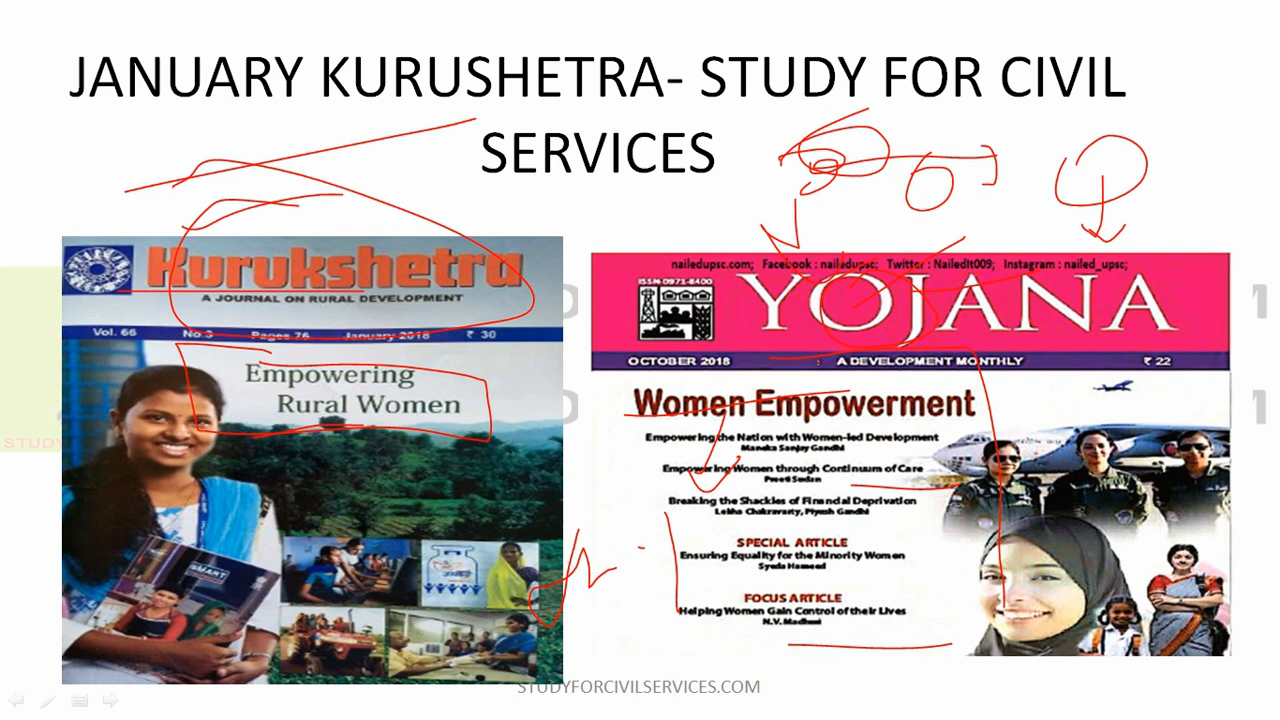 JANUARY KURUSHETRA- STUDY FOR CIVIL
SERVICES
Kurukshetra
A JOURNAL ON RURAL DEVELOPMENT
Vol. 66 No.3 Pages 76 January 2018 ₹ 30
Empowering
Rural Women
SMART
nailedupsc.com; Facebook : nailedupsc; Twitter : NailedIt009; Instagram : nailed_upsc;
ISSN-0971-8400
YOJANA
OCTOBER 2018 A DEVELOPMENT MONTHLY ₹ 22
Women Empowerment
Empowering the Nation with Women-led Development
Maneka Sanjay Gandhi
Empowering Women through Continuum of Care
Preeti Sudan
Breaking the Shackles of Financial Deprivation
Lekha Chakravarty, Piyush Gandhi
SPECIAL ARTICLE
Ensuring Equality for the Minority Women
Syeda Hameed
FOCUS ARTICLE
Helping Women Gain Control of their Lives
N.V. Madhuri
STUDY
STUDYFORCIVILSERVICES.COM